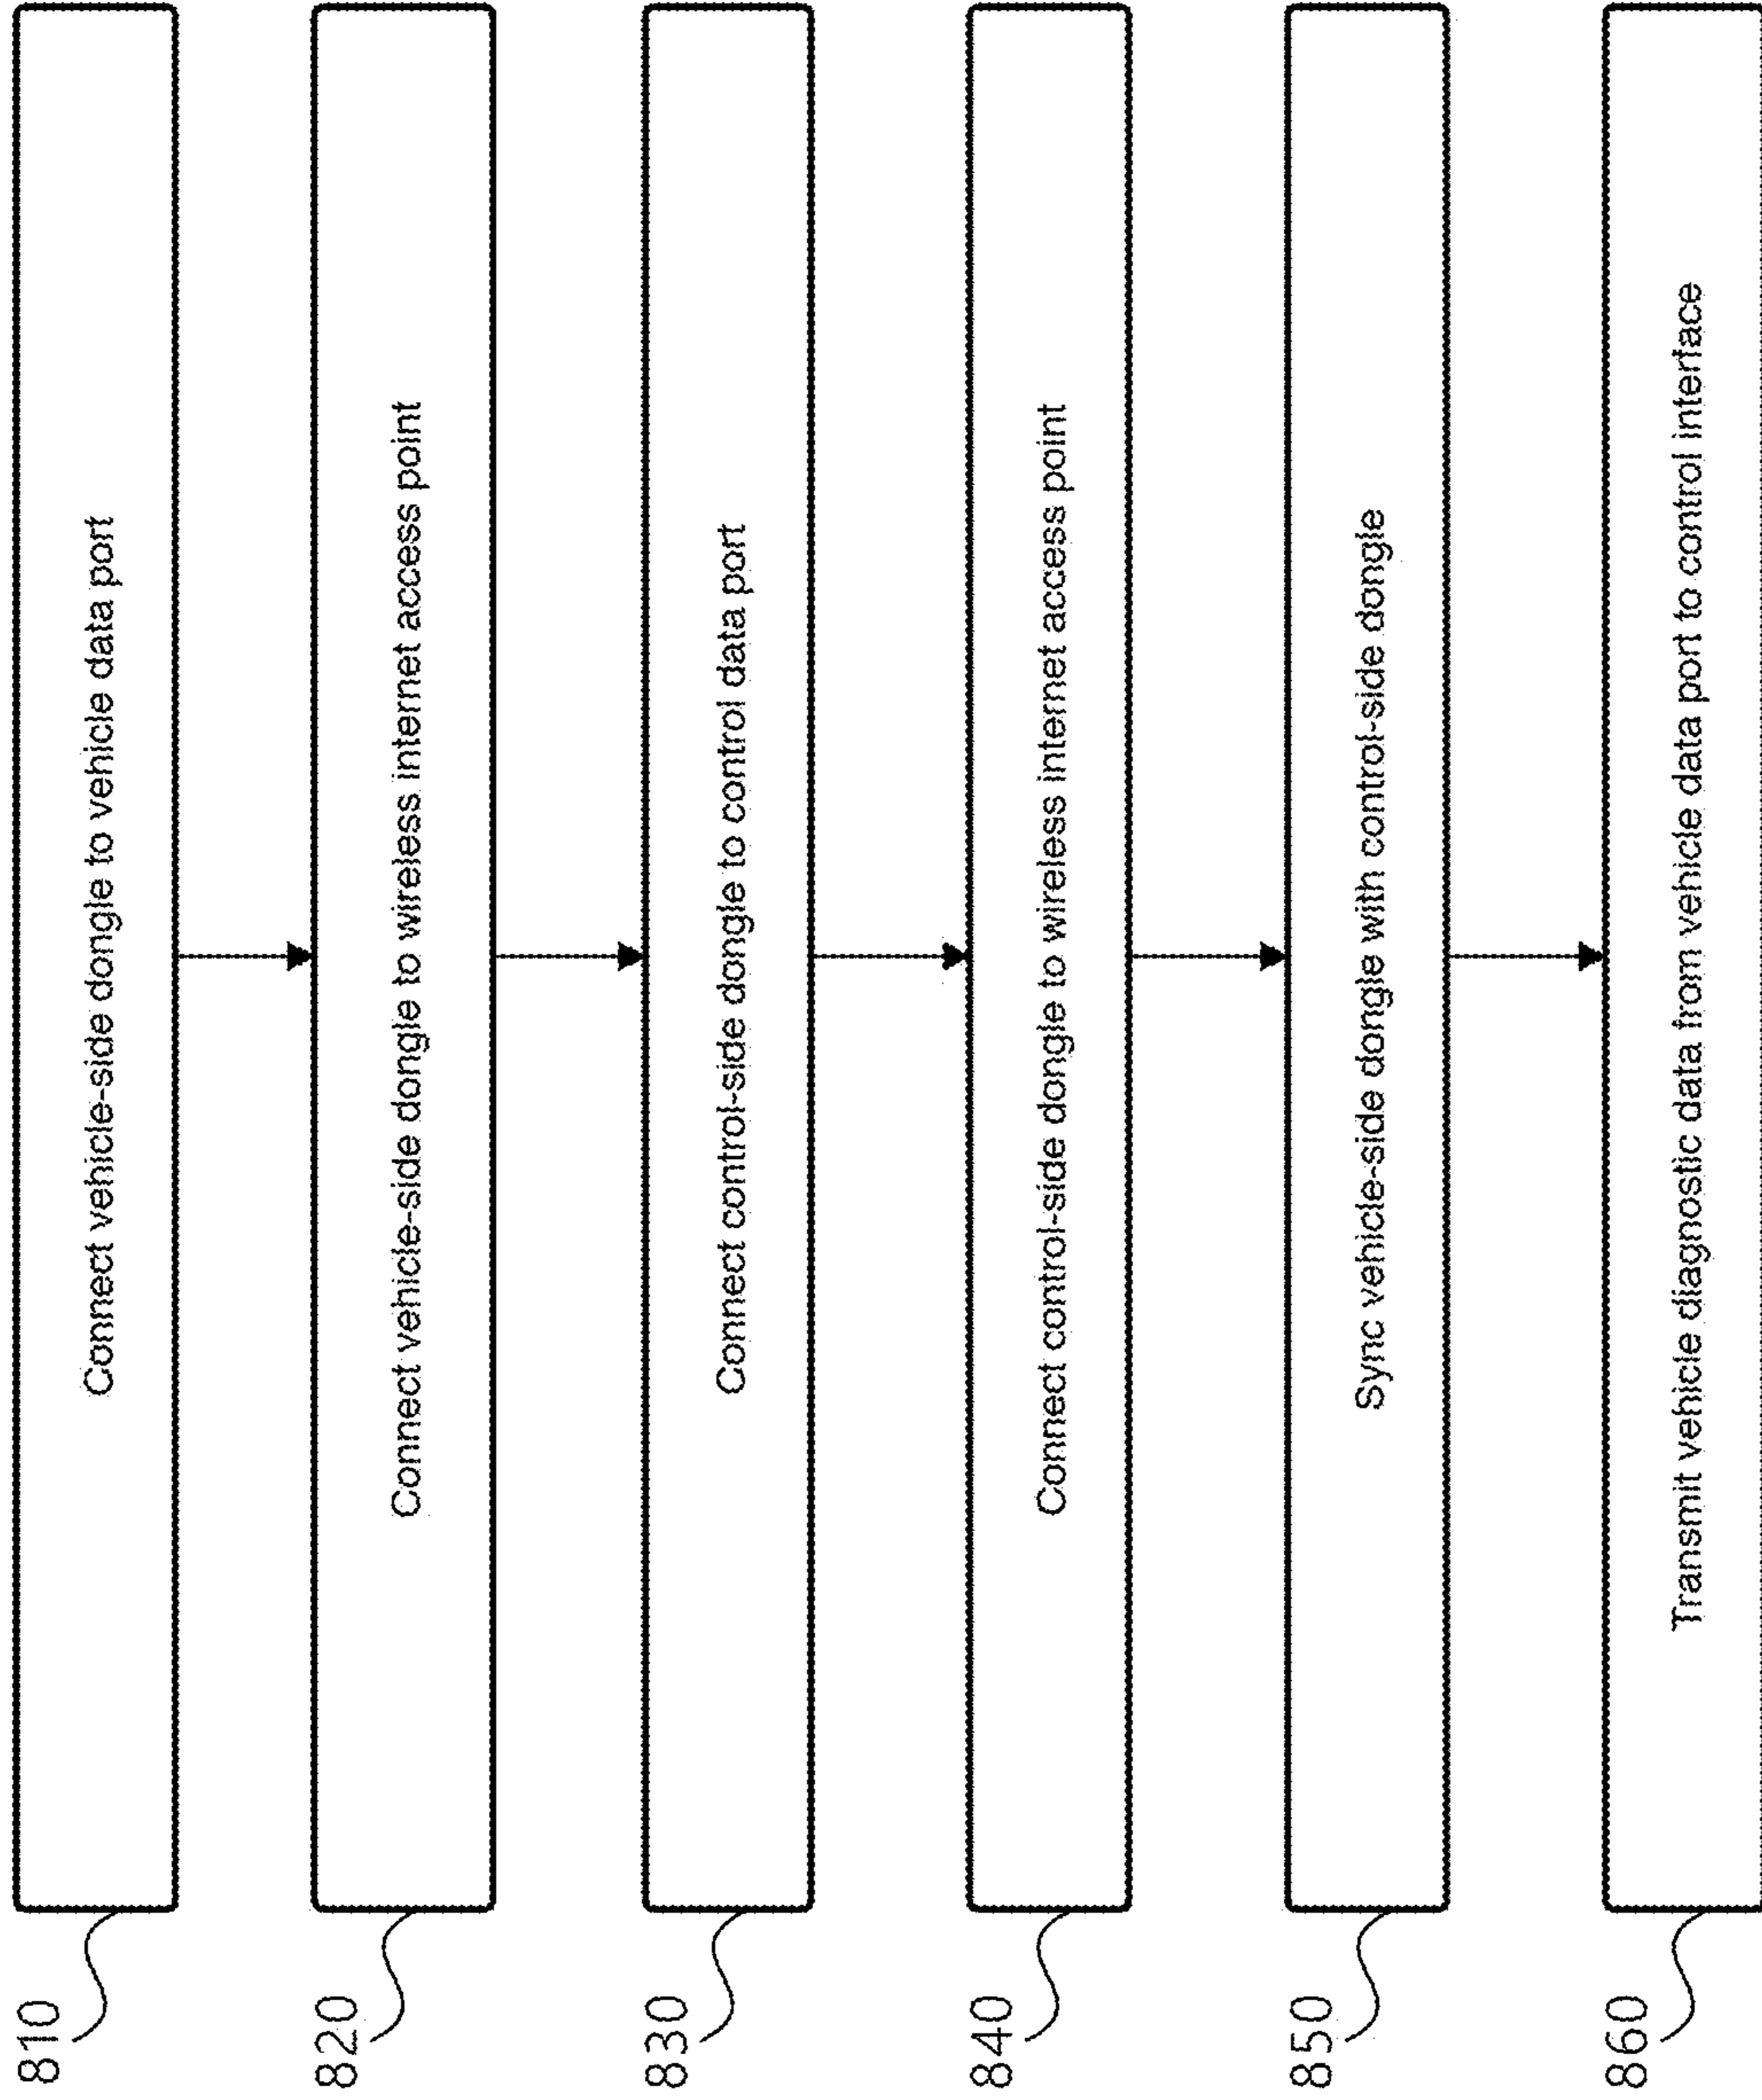 810
Connect vehicle-side dongle to vehicle data port
820
Connect vehicle-side dongle to wireless internet access point
830
Connect control-side dongle to control data port
840
Connect control-side dongle to wireless internet access point
850
Sync vehicle-side dongle with control-side dongle
860
Transmit vehicle diagnostic data from vehicle data port to control interface